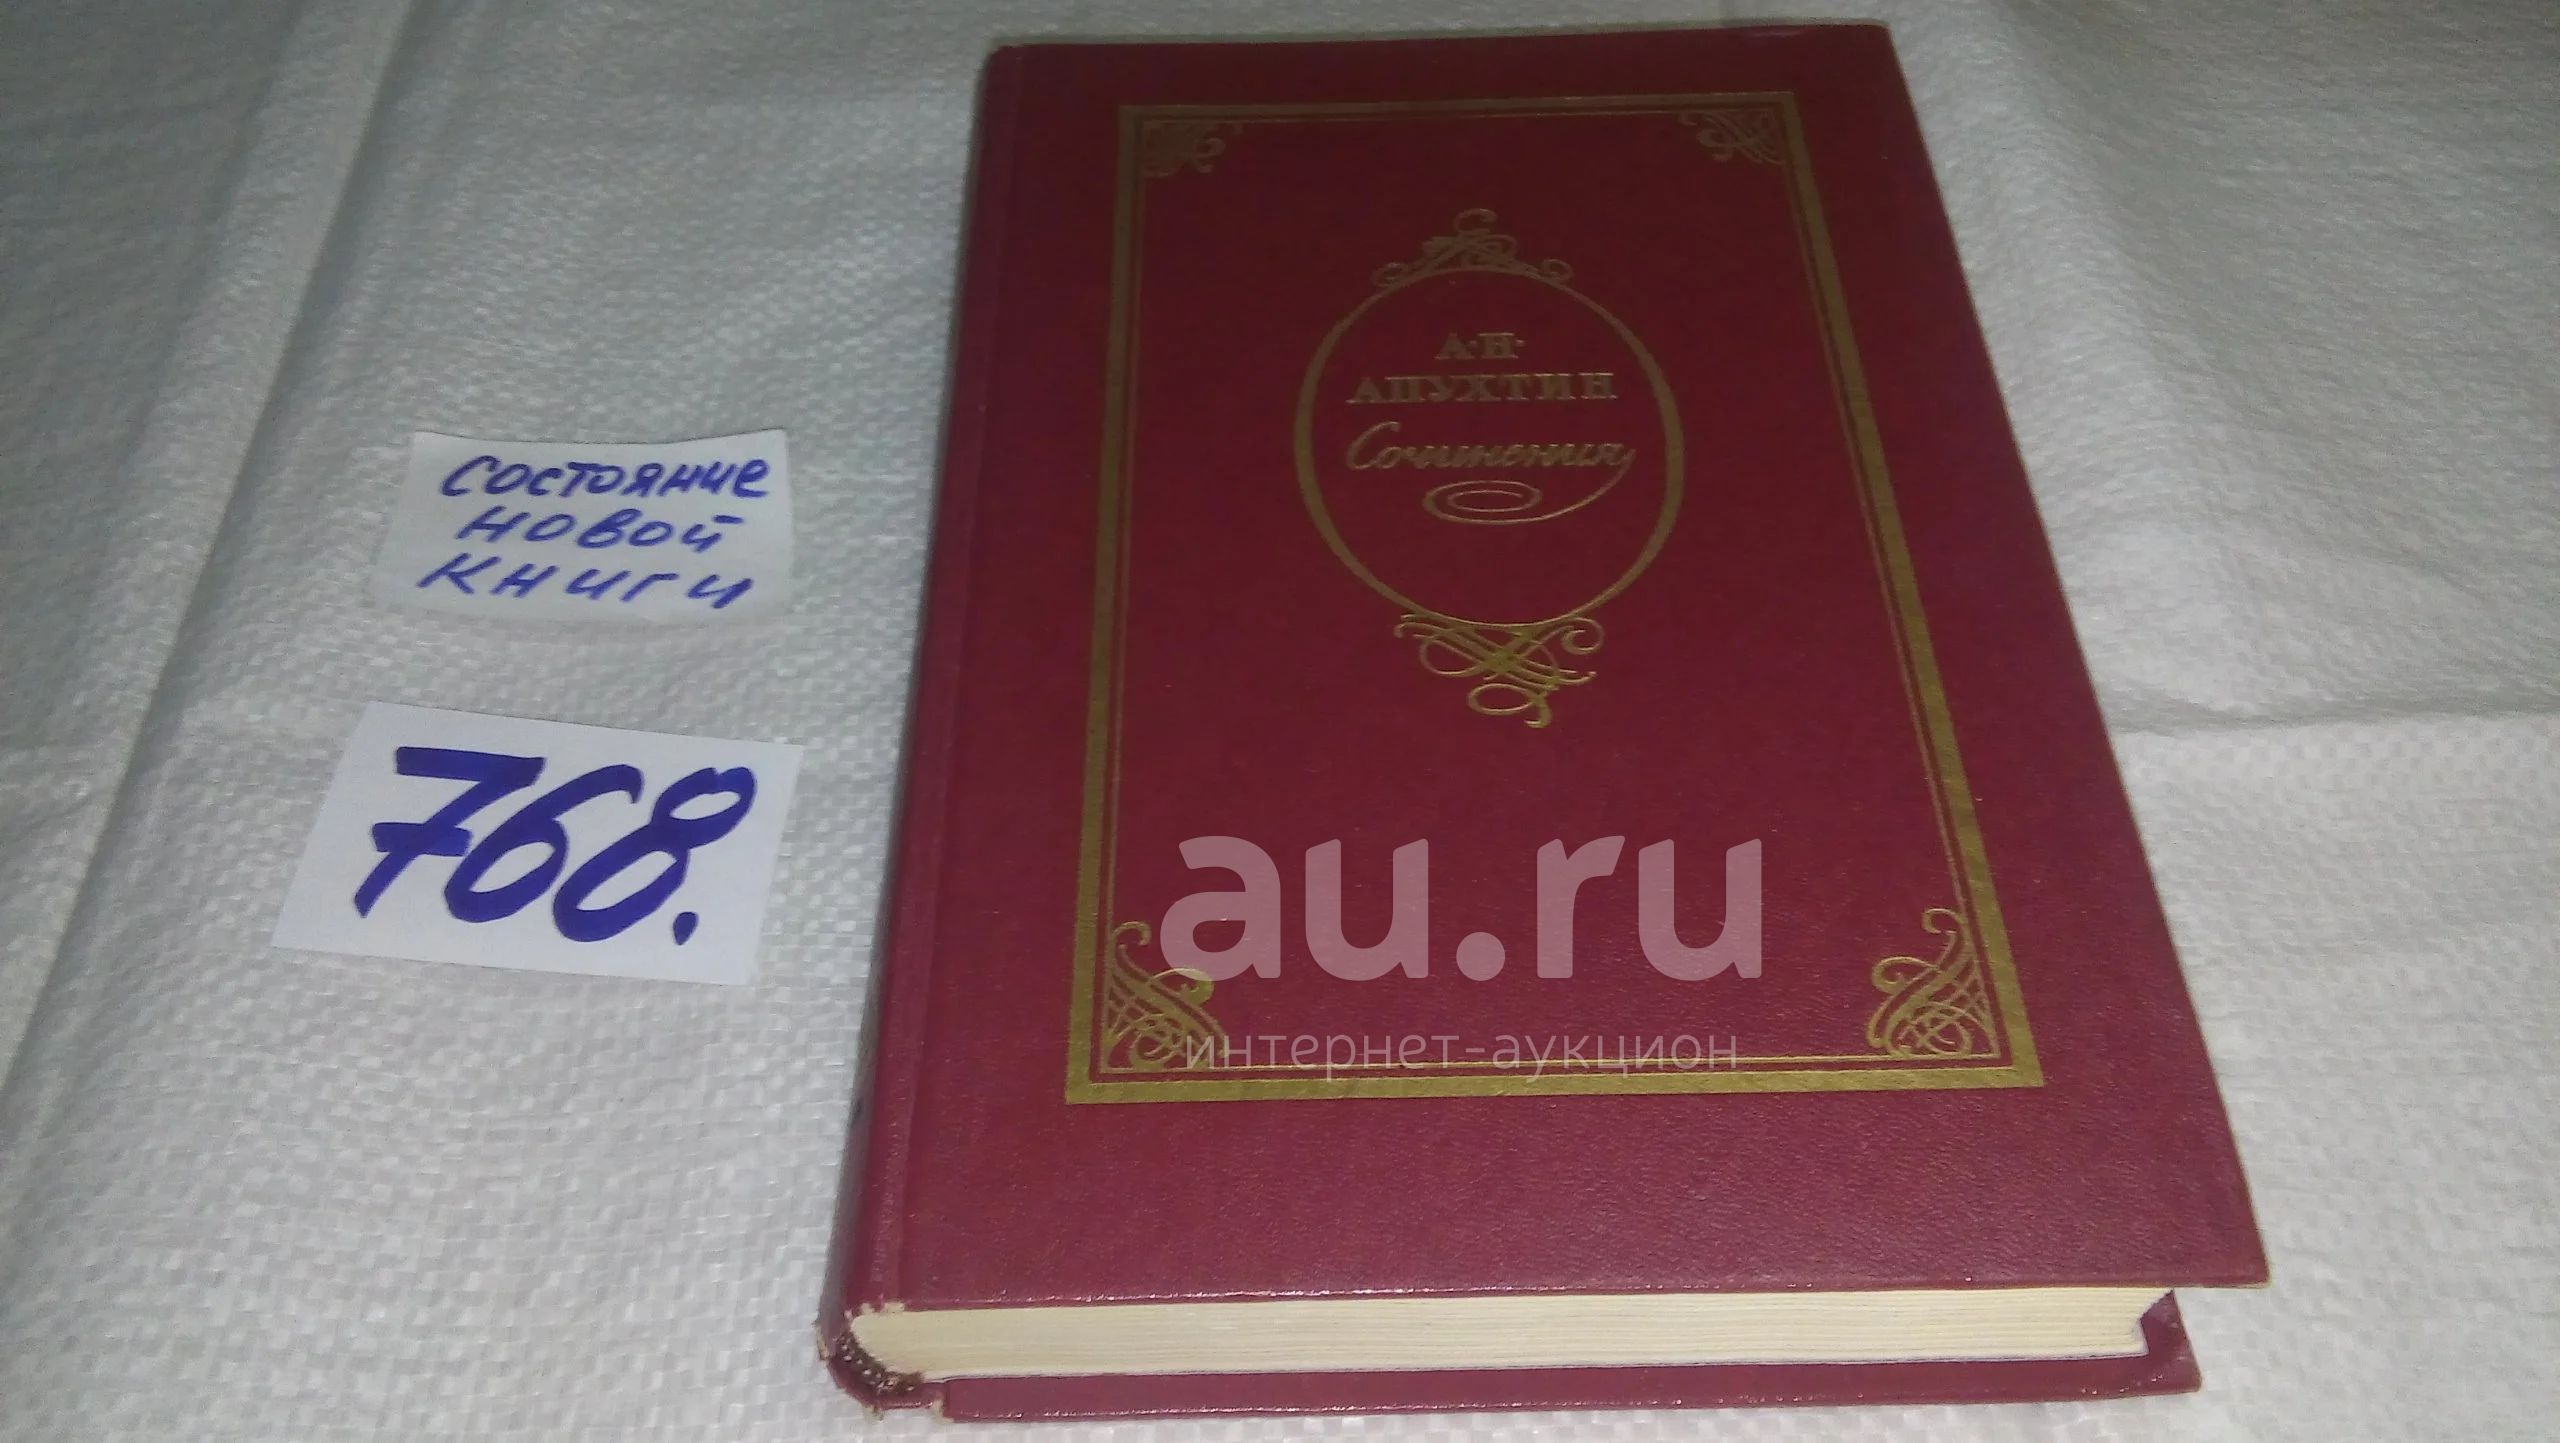 состояние
новой
книги
768.
А·Н·
АПУХТИН
Сочинения
au.ru
интернет-аукцион